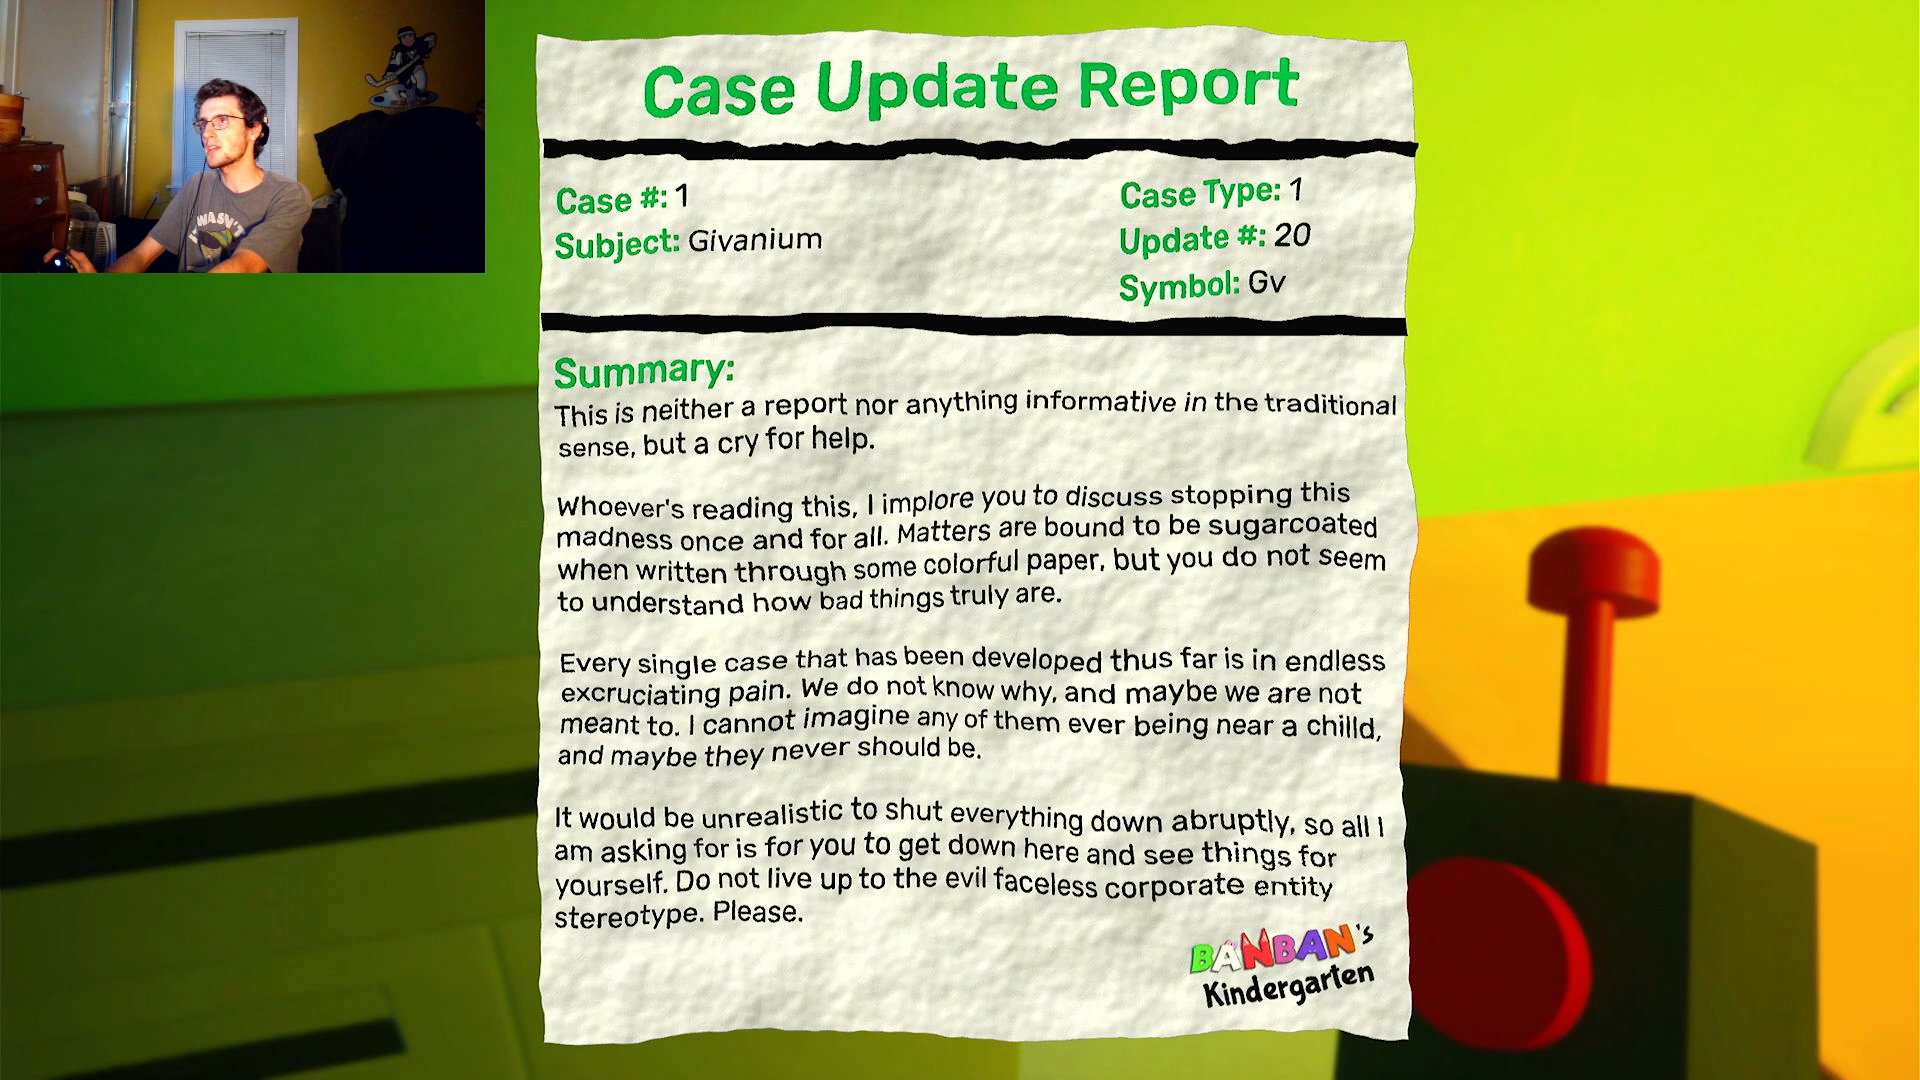 Case Update Report
Case #: 1
Subject: Givanium
Case Type: 1
Update #: 20
Symbol: Gv
Summary:
This is neither a report nor anything informative in the traditional
sense, but a cry for help.
Whoever's reading this, I implore you to discuss stopping this
madness once and for all. Matters are bound to be sugarcoated
when written through some colorful paper, but you do not seem
to understand how bad things truly are.
Every single case that has been developed thus far is in endless
excruciating pain. We do not know why, and maybe we are not
meant to. I cannot imagine any of them ever being near a chilld,
and maybe they never should be.
It would be unrealistic to shut everything down abruptly, so all I
am asking for is for you to get down here and see things for
yourself. Do not live up to the evil faceless corporate entity
stereotype. Please.
BANBAN's
Kindergarten